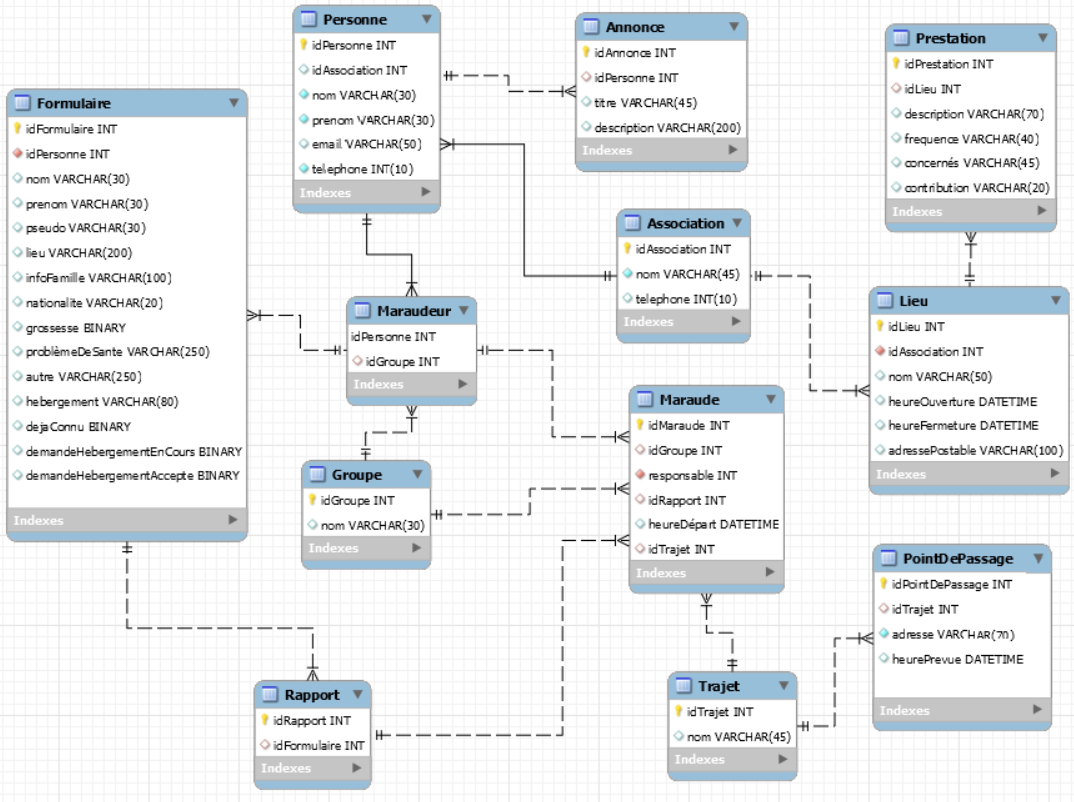 Personne
idPersonne INT
idAssociation INT
nom VARCHAR(30)
prenom VARCHAR(30)
email VARCHAR(50)
telephone INT(10)
Indexes
Annonce
idAnnonce INT
idPersonne INT
titre VARCHAR(45)
description VARCHAR(200)
Indexes
Prestation
idPrestation INT
idLieu INT
description VARCHAR(70)
frequence VARCHAR(40)
concernés VARCHAR(45)
contribution VARCHAR(20)
Indexes
Formulaire
idFormulaire INT
idPersonne INT
nom VARCHAR(30)
prenom VARCHAR(30)
pseudo VARCHAR(30)
lieu VARCHAR(200)
infoFamille VARCHAR(100)
nationalite VARCHAR(20)
grossesse BINARY
problèmeDeSante VARCHAR(250)
autre VARCHAR(250)
hebergement VARCHAR(80)
dejaConnu BINARY
demandeHebergementEnCours BINARY
demandeHebergementAccepte BINARY
Indexes
Association
idAssociation INT
nom VARCHAR(45)
telephone INT(10)
Indexes
Maraudeur
idPersonne INT
idGroupe INT
Indexes
Lieu
idLieu INT
idAssociation INT
nom VARCHAR(50)
heureOuverture DATETIME
heureFermeture DATETIME
adressePostable VARCHAR(100)
Indexes
Maraude
idMaraude INT
idGroupe INT
responsable INT
idRapport INT
heureDépart DATETIME
idTrajet INT
Indexes
Groupe
idGroupe INT
nom VARCHAR(30)
Indexes
PointDePassage
idPointDePassage INT
idTrajet INT
adresse VARCHAR(70)
heurePrevue DATETIME
Indexes
Rapport
idRapport INT
idFormulaire INT
Indexes
Trajet
idTrajet INT
nom VARCHAR(45)
Indexes